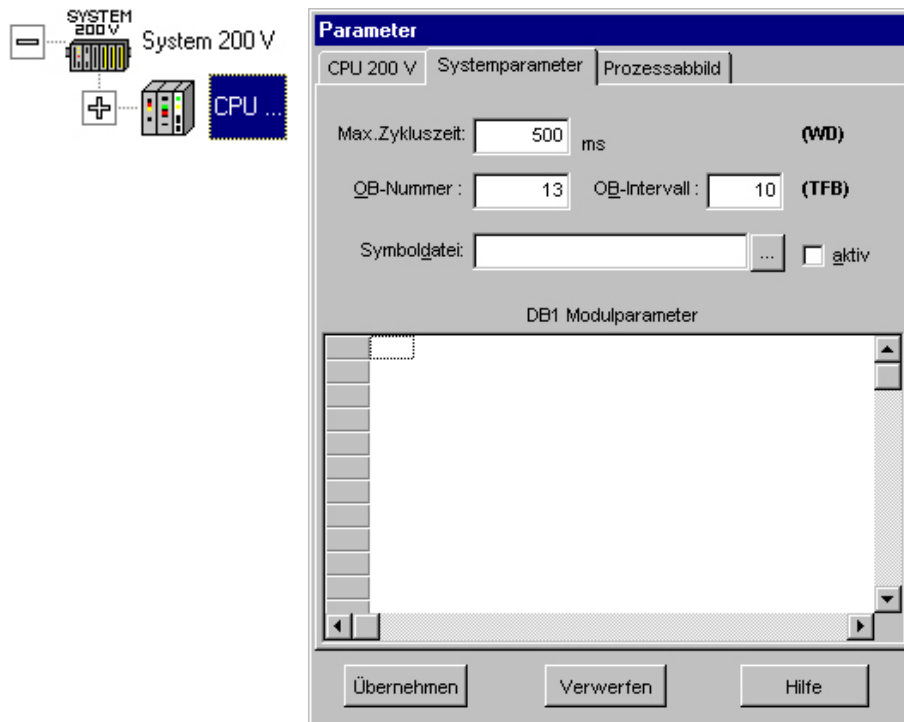 SYSTEM
200 V
System 200 V
CPU ...
Parameter
CPU 200 V Systemparameter Prozessabbild
Max.Zykluszeit: 500 ms (WD)
OB-Nummer : 13 OB-Intervall : 10 (TFB)
Symboldatei: ... aktiv
DB1 Modulparameter
Übernehmen Verwerfen Hilfe